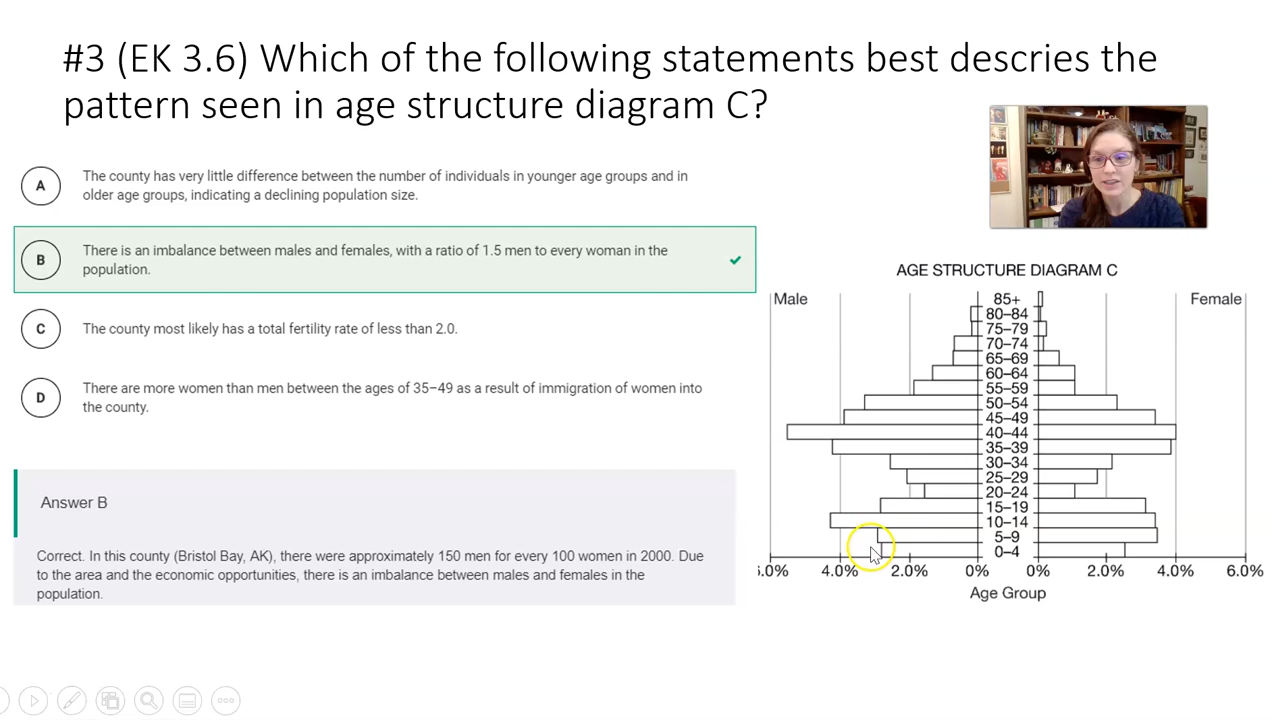 #3 (EK 3.6) Which of the following statements best descries the
pattern seen in age structure diagram C?
A
The county has very little difference between the number of individuals in younger age groups and in
older age groups, indicating a declining population size.
B
There is an imbalance between males and females, with a ratio of 1.5 men to every woman in the
population.
C
The county most likely has a total fertility rate of less than 2.0.
D
There are more women than men between the ages of 35–49 as a result of immigration of women into
the county.
Answer B
Correct. In this county (Bristol Bay, AK), there were approximately 150 men for every 100 women in 2000. Due
to the area and the economic opportunities, there is an imbalance between males and females in the
population.
AGE STRUCTURE DIAGRAM C
Male 85+ Female
80–84
75–79
70–74
65–69
60–64
55–59
50–54
45–49
40–44
35–39
30–34
25–29
20–24
15–19
10–14
5–9
0–4
.0% 4.0% 2.0% 0% 0% 2.0% 4.0% 6.0%
Age Group